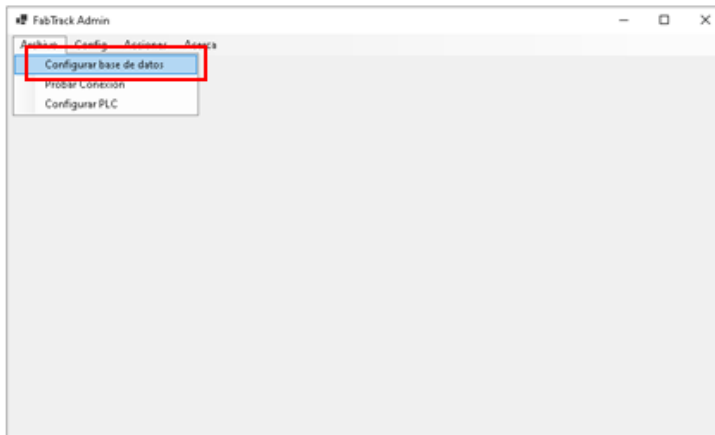 FabTrack Admin
Archivo Config Acciones Acerca
Configurar base de datos
Probar Conexión
Configurar PLC